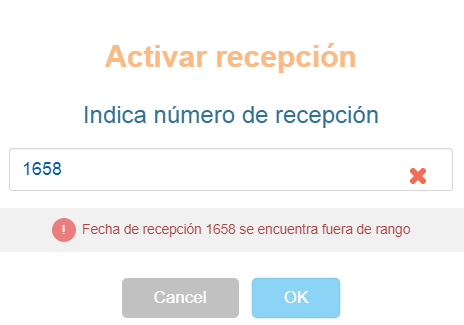 Activar recepción
Indica número de recepción
1658
! Fecha de recepción 1658 se encuentra fuera de rango
Cancel OK